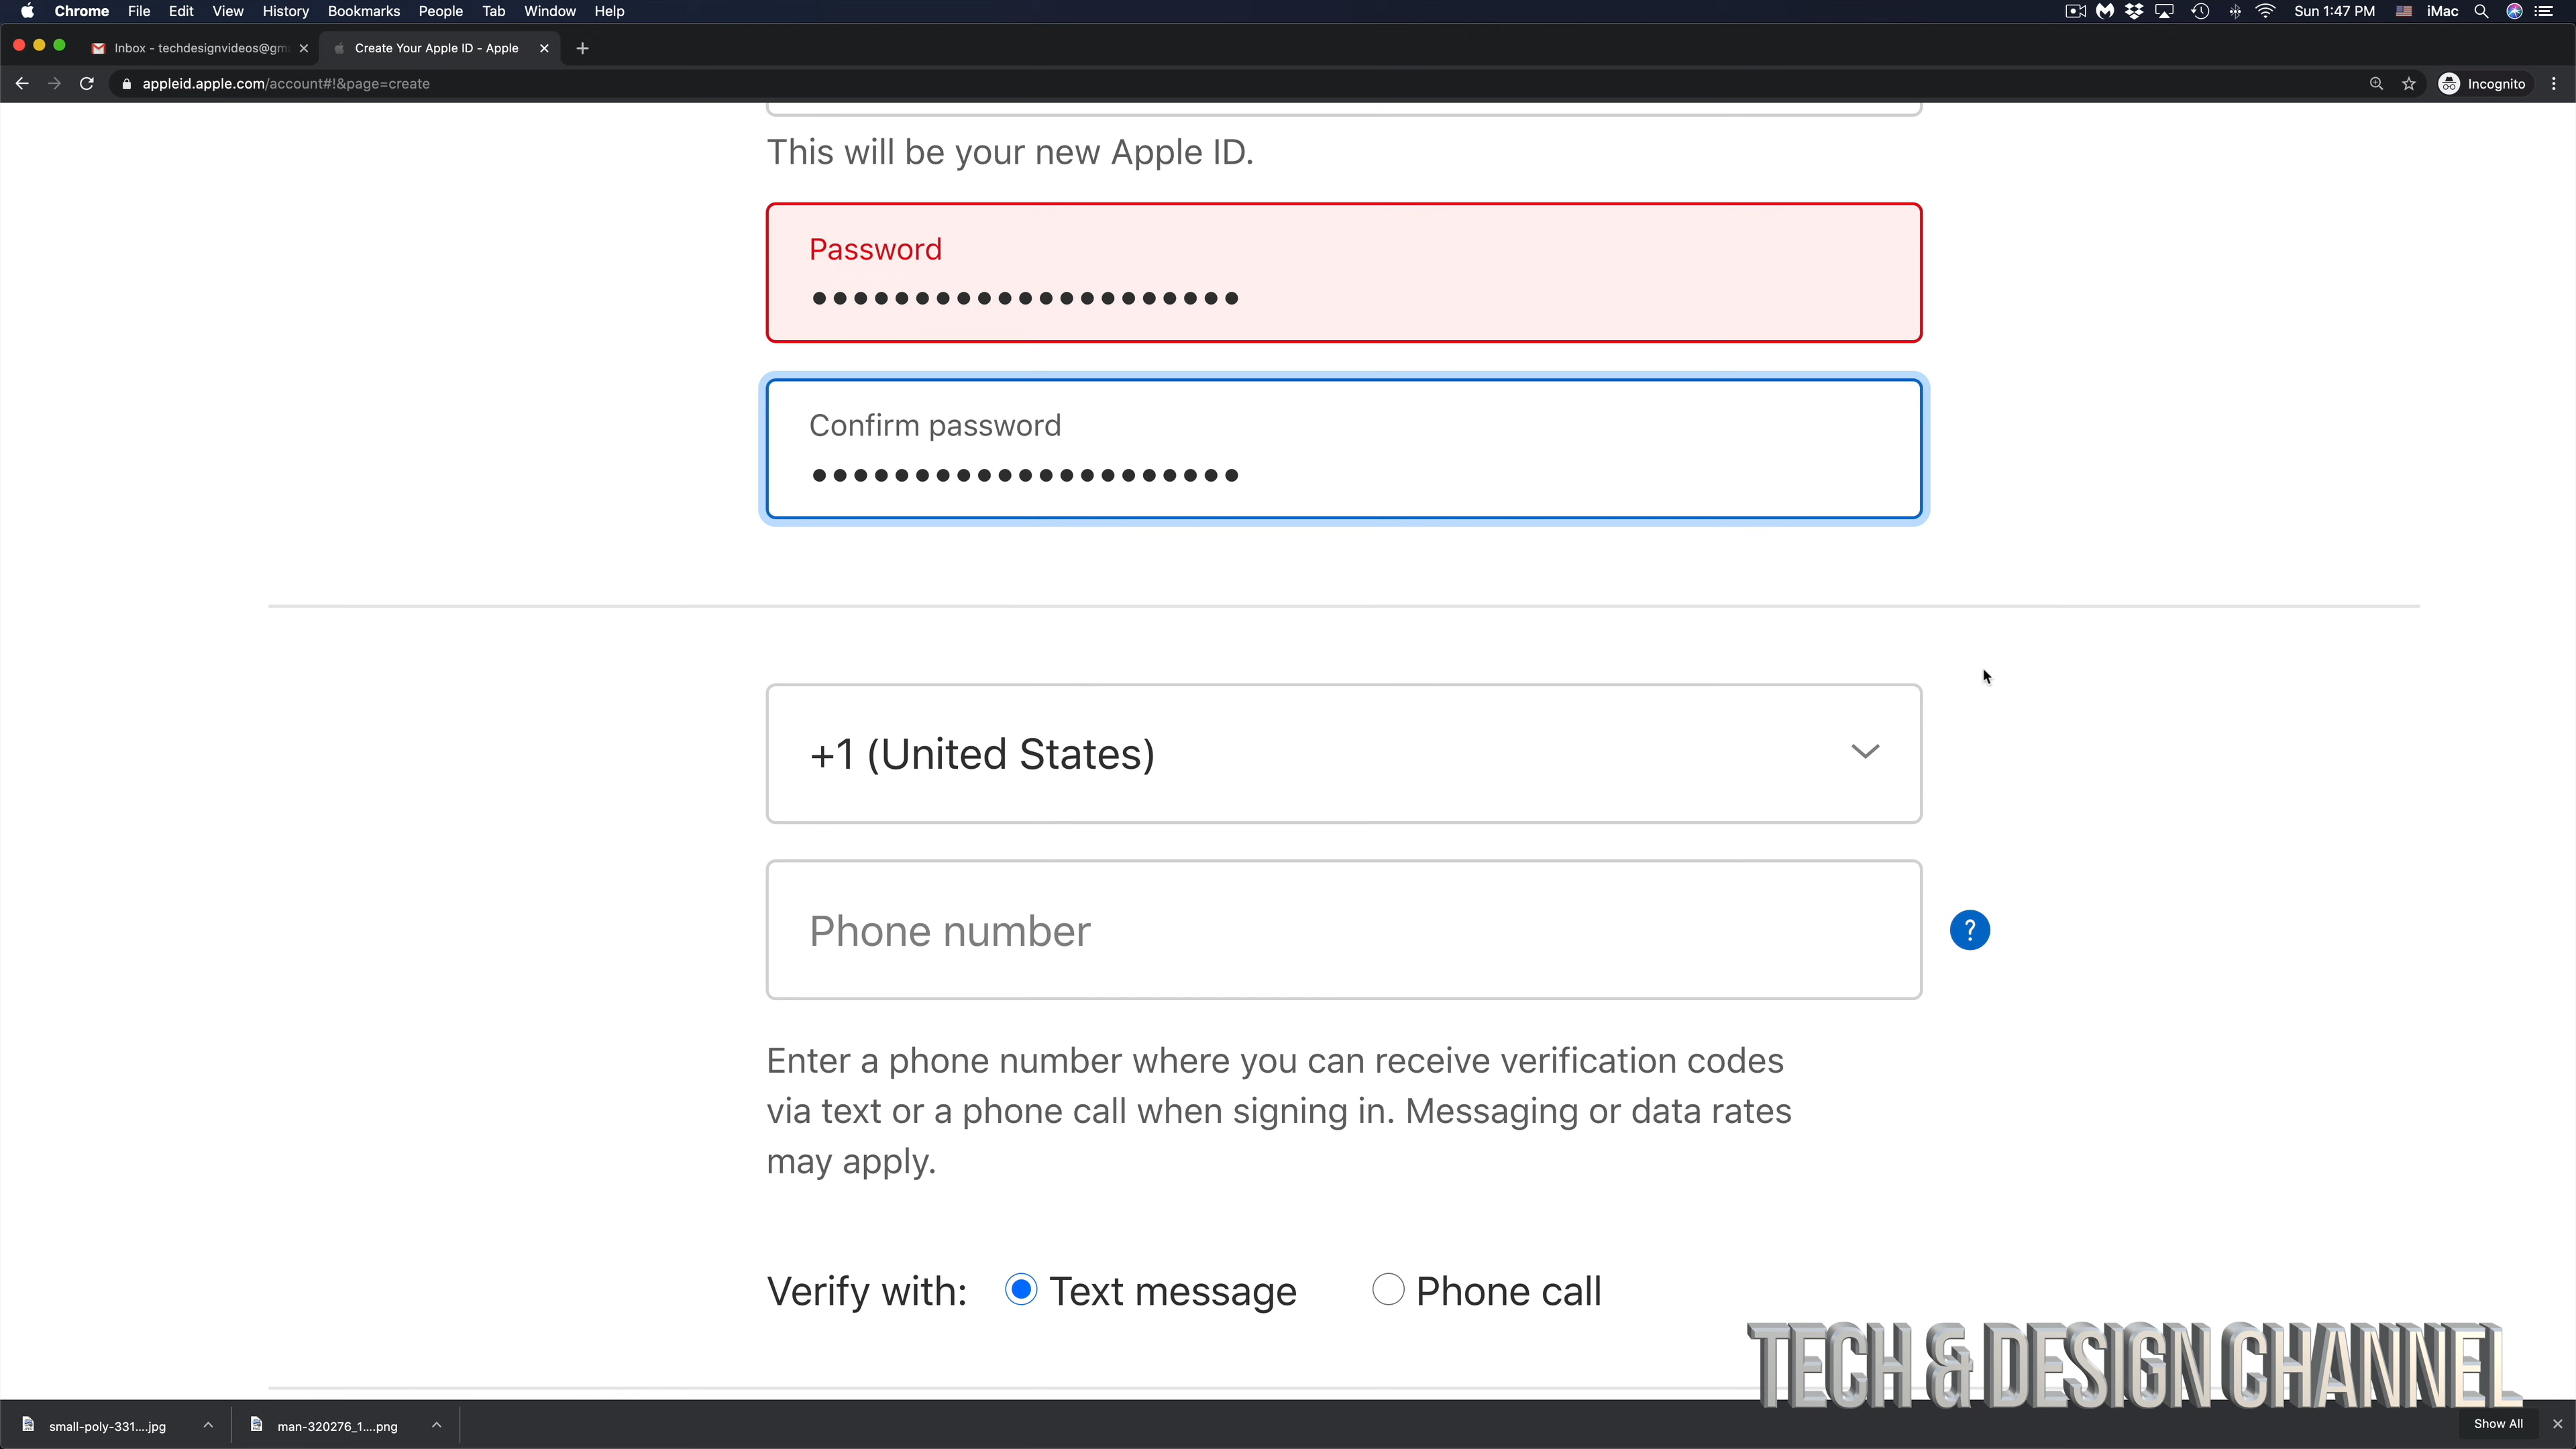 Chrome File Edit View History Bookmarks People Tab Window Help Sun 1:47 PM iMac
Inbox - techdesignvideos@gm Create Your Apple ID - Apple
appleid.apple.com/account#!&page=create Incognito
This will be your new Apple ID.
Password
Confirm password
+1 (United States)
Phone number
?
Enter a phone number where you can receive verification codes
via text or a phone call when signing in. Messaging or data rates
may apply.
Verify with: Text message Phone call
TECH & DESIGN CHANNEL
small-poly-331....jpg man-320276_1....png Show All